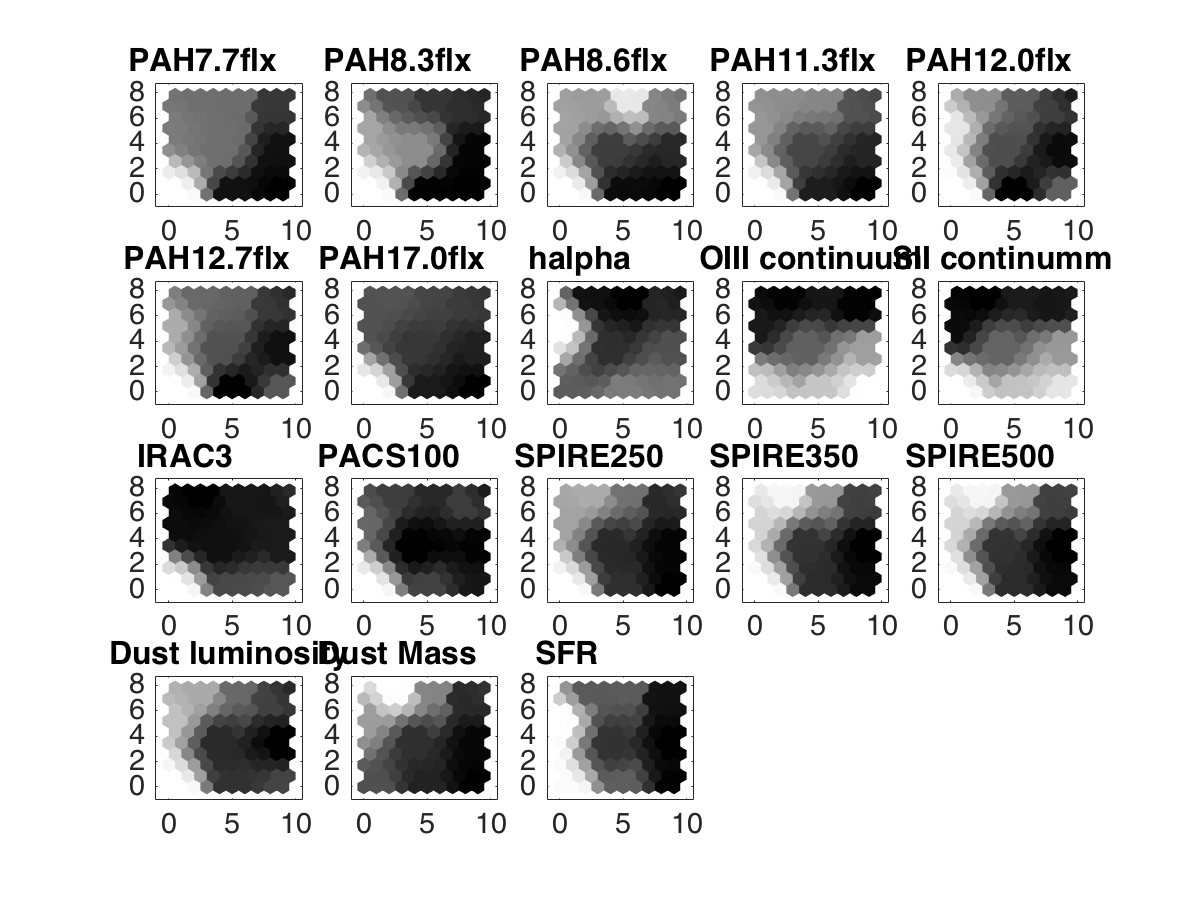 PAH7.7flx PAH8.3flx PAH8.6flx PAH11.3flx PAH12.0flx
8 8 8 8 8
6 6 6 6 6
4 4 4 4 4
2 2 2 2 2
0 0 0 0 0
0 5 10 0 5 10 0 5 10 0 5 10 0 5 10
PAH12.7flx PAH17.0flx halpha OIII continuum SII continumm
8 8 8 8 8
6 6 6 6 6
4 4 4 4 4
2 2 2 2 2
0 0 0 0 0
0 5 10 0 5 10 0 5 10 0 5 10 0 5 10
IRAC3 PACS100 SPIRE250 SPIRE350 SPIRE500
8 8 8 8 8
6 6 6 6 6
4 4 4 4 4
2 2 2 2 2
0 0 0 0 0
0 5 10 0 5 10 0 5 10 0 5 10 0 5 10
Dust luminosity Dust Mass SFR
8 8 8
6 6 6
4 4 4
2 2 2
0 0 0
0 5 10 0 5 10 0 5 10